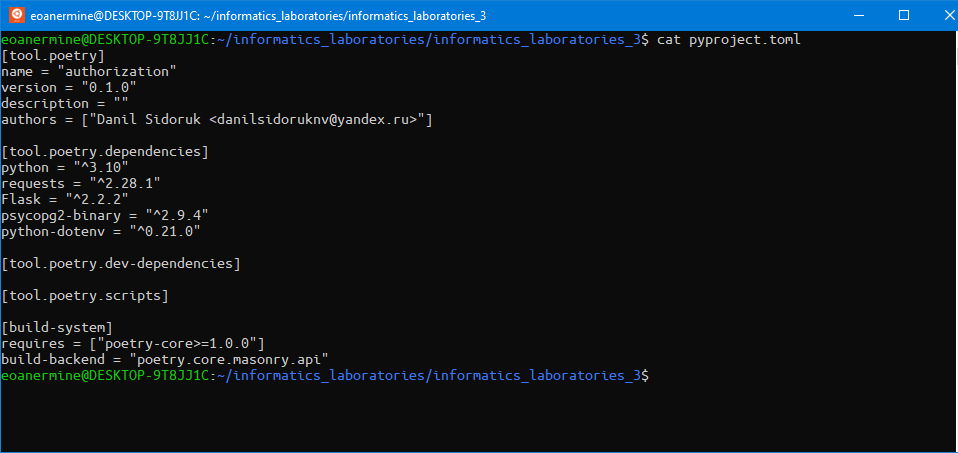 eoanermine@DESKTOP-9T8JJ1C: ~/informatics_laboratories/informatics_laboratories_3
eoanermine@DESKTOP-9T8JJ1C:~/informatics_laboratories/informatics_laboratories_3$ cat pyproject.toml
[tool.poetry]
name = "authorization"
version = "0.1.0"
description = ""
authors = ["Danil Sidoruk <danilsidoruknv@yandex.ru>"]

[tool.poetry.dependencies]
python = "^3.10"
requests = "^2.28.1"
Flask = "^2.2.2"
psycopg2-binary = "^2.9.4"
python-dotenv = "^0.21.0"

[tool.poetry.dev-dependencies]

[tool.poetry.scripts]

[build-system]
requires = ["poetry-core>=1.0.0"]
build-backend = "poetry.core.masonry.api"
eoanermine@DESKTOP-9T8JJ1C:~/informatics_laboratories/informatics_laboratories_3$